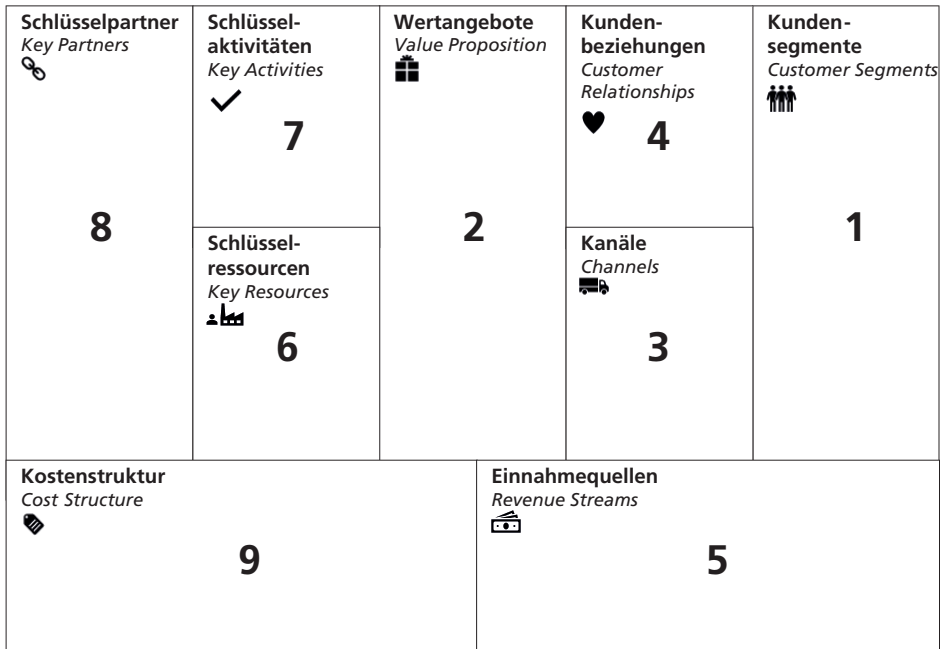 Schlüsselpartner
Key Partners
8
Schlüssel-
aktivitäten
Key Activities
7
Schlüssel-
ressourcen
Key Resources
6
Wertangebote
Value Proposition
2
Kunden-
beziehungen
Customer
Relationships
4
Kanäle
Channels
3
Kunden-
segmente
Customer Segments
1
Kostenstruktur
Cost Structure
9
Einnahmequellen
Revenue Streams
5